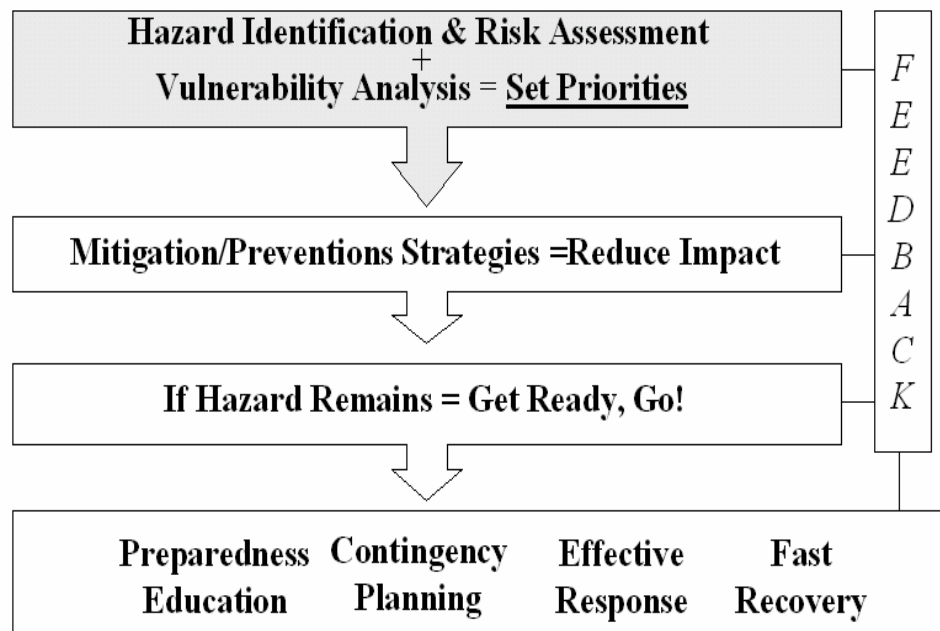 Hazard Identification & Risk Assessment
+
Vulnerability Analysis = Set Priorities
Mitigation/Preventions Strategies =Reduce Impact
If Hazard Remains = Get Ready, Go!
Preparedness Education
Contingency Planning
Effective Response
Fast Recovery
F
E
E
D
B
A
C
K